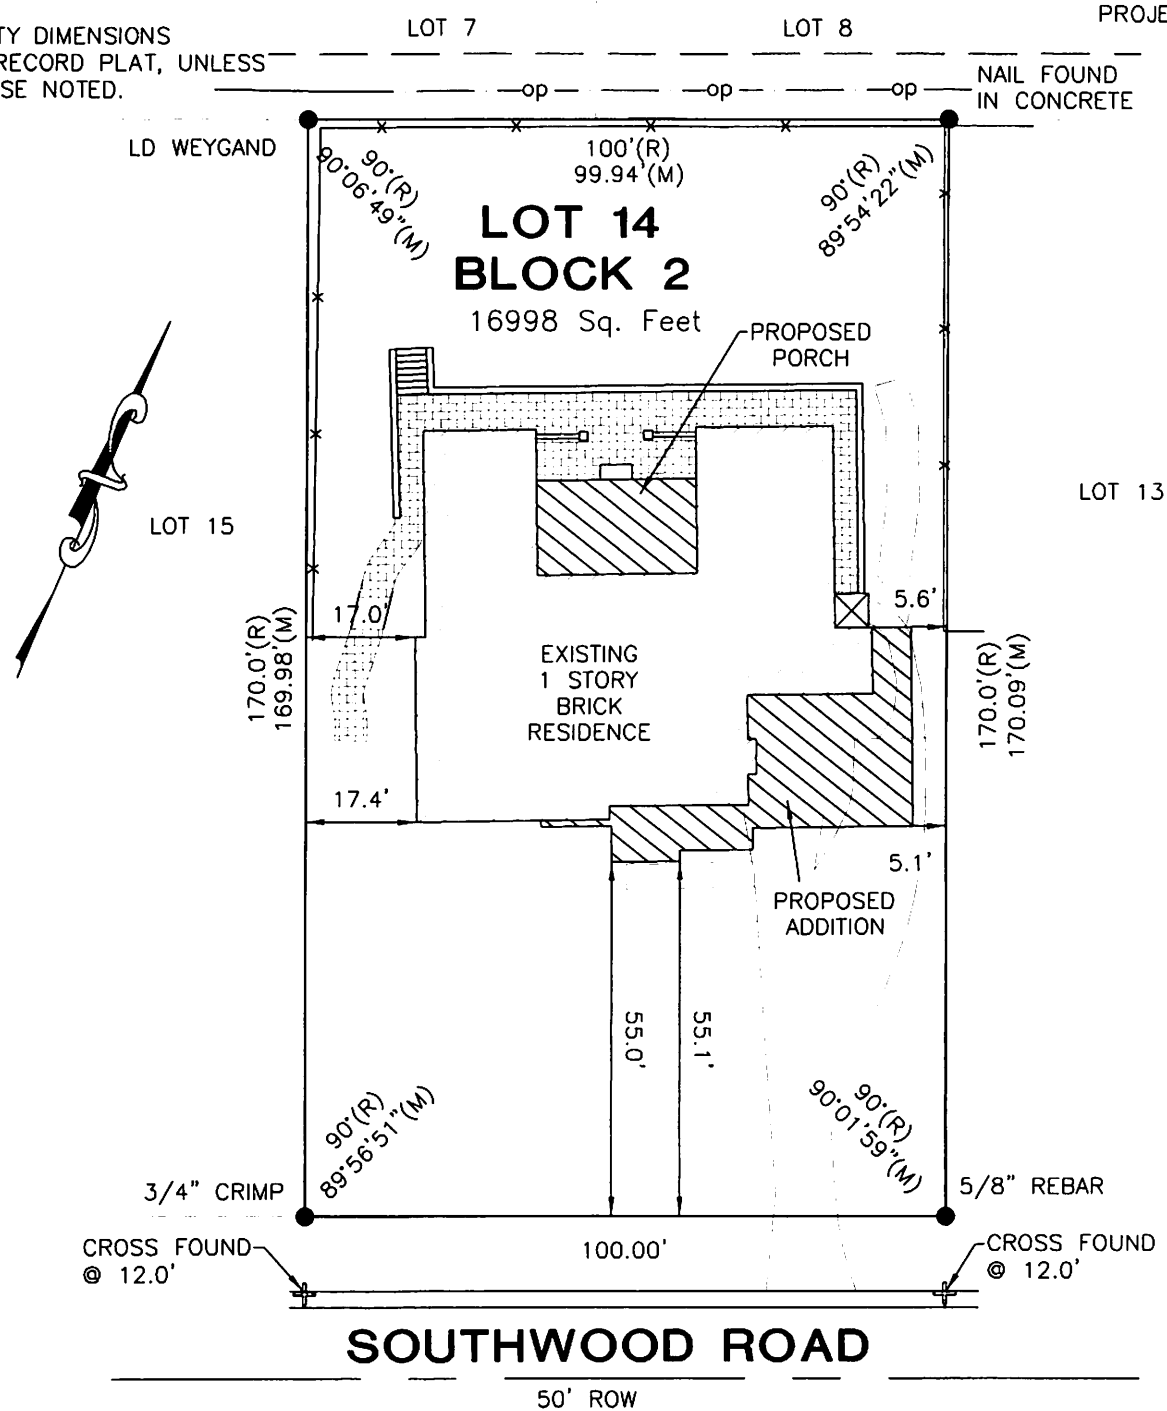 LOT 7
LOT 8
PROJE
TY DIMENSIONS
RECORD PLAT, UNLESS
SE NOTED.
op
op
op
NAIL FOUND
IN CONCRETE
LD WEYGAND
90°(R)
90°06'49"(M)
100'(R)
99.94'(M)
90°(R)
89°54'22"(M)
LOT 14
BLOCK 2
16998 Sq. Feet
PROPOSED
PORCH
LOT 15
LOT 13
17.0'
5.6'
170.0'(R)
169.98'(M)
EXISTING
1 STORY
BRICK
RESIDENCE
170.0'(R)
170.09'(M)
17.4'
5.1'
PROPOSED
ADDITION
55.0'
55.1'
90°(R)
89°56'51"(M)
90°(R)
90°01'59"(M)
3/4" CRIMP
5/8" REBAR
CROSS FOUND
@ 12.0'
100.00'
CROSS FOUND
@ 12.0'
SOUTHWOOD ROAD
50' ROW